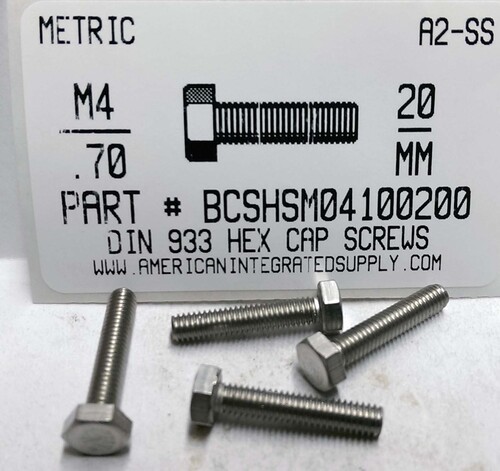 METRIC A2-SS
M4 20
.70 MM
PART # BCSHSM04100200
DIN 933 HEX CAP SCREWS
WWW.AMERICANINTEGRATEDSUPPLY.COM